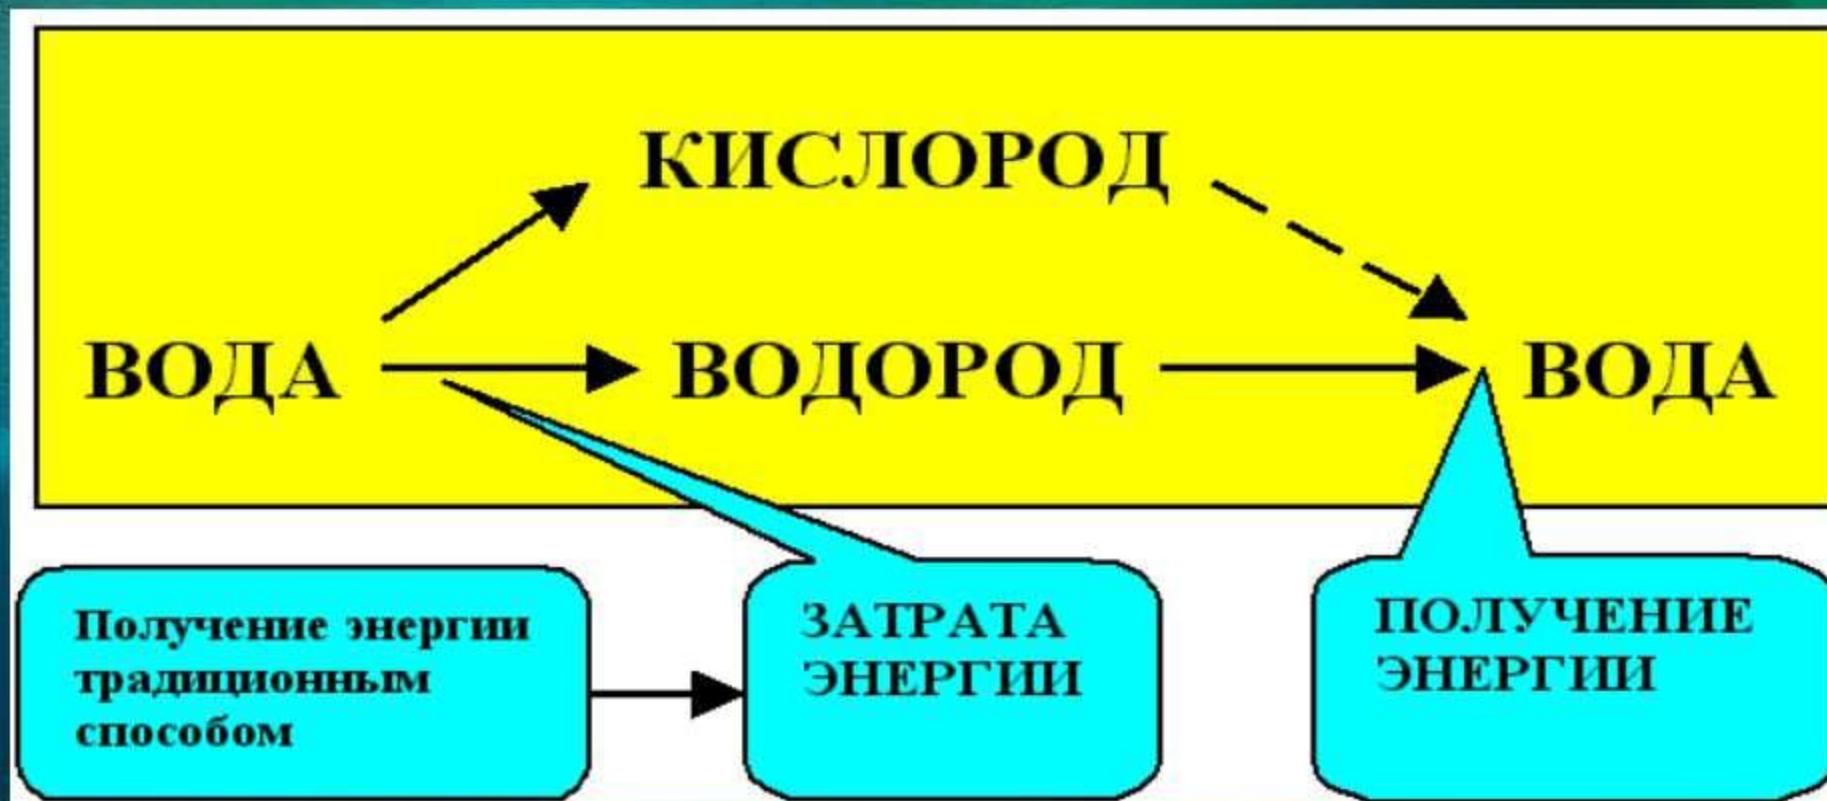 КИСЛОРОД
ВОДА ВОДОРОД ВОДА
Получение энергии
традиционным
способом
ЗАТРАТА
ЭНЕРГИИ
ПОЛУЧЕНИЕ
ЭНЕРГИИ